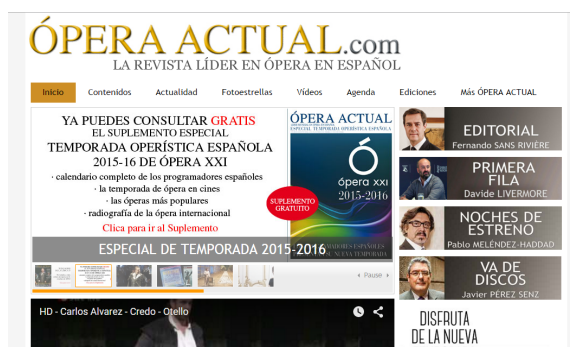 ÓPERA ACTUAL.com
LA REVISTA LÍDER EN ÓPERA EN ESPAÑOL
Inicio Contenidos Actualidad Fotoestrellas Vídeos Agenda Ediciones Más ÓPERA ACTUAL
YA PUEDES CONSULTAR GRATIS
EL SUPLEMENTO ESPECIAL
TEMPORADA OPERÍSTICA ESPAÑOLA
2015-16 DE ÓPERA XXI
· calendario completo de los programadores españoles
· la temporada de ópera en cines
· las óperas más populares
· radiografía de la ópera internacional
Clica para ir al Suplemento
SUPLEMENTO
GRATUITO
ÓPERA ACTUAL
ESPECIAL TEMPORADA OPERÍSTICA ESPAÑOLA
Ó
ópera xxi
2015-2016
ESPECIAL DE TEMPORADA 2015-2016
Pause
EDITORIAL
Fernando SANS RIVIÈRE
PRIMERA
FILA
Davide LIVERMORE
NOCHES DE
ESTRENO
Pablo MELÉNDEZ-HADDAD
VA DE
DISCOS
Javier PÉREZ SENZ
HD - Carlos Alvarez - Credo - Otello
DISFRUTA
DE LA NUEVA